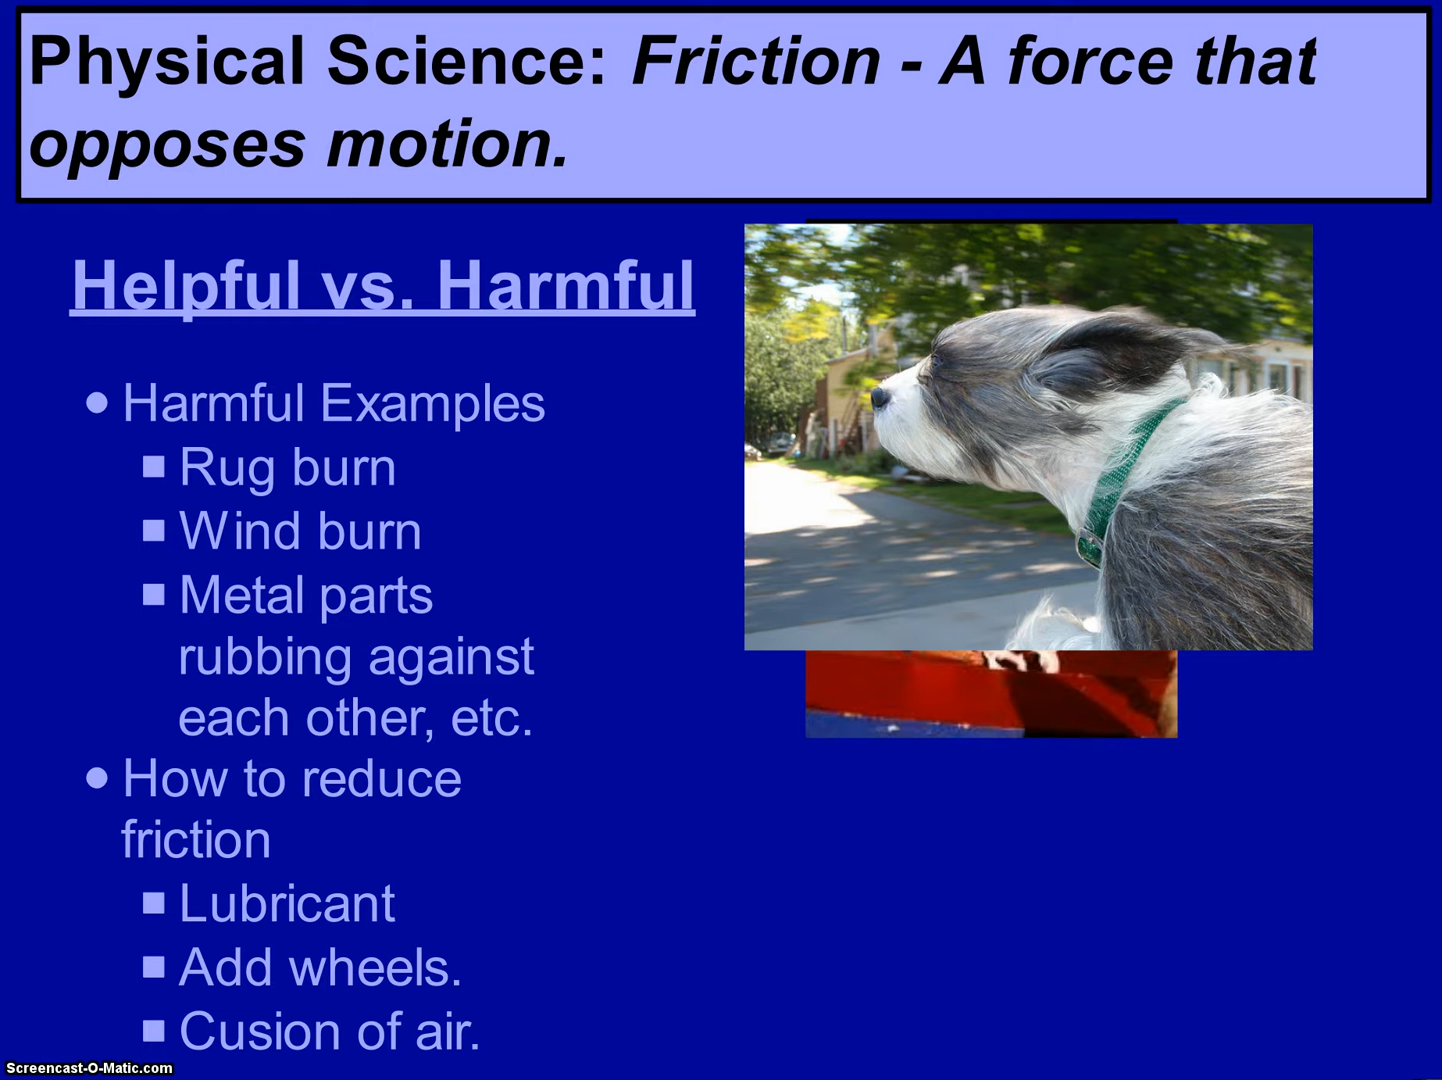 Physical Science: Friction - A force that
opposes motion.
Helpful vs. Harmful
Harmful Examples
Rug burn
Wind burn
Metal parts
rubbing against
each other, etc.
How to reduce
friction
Lubricant
Add wheels.
Cusion of air.
Screencast-O-Matic.com